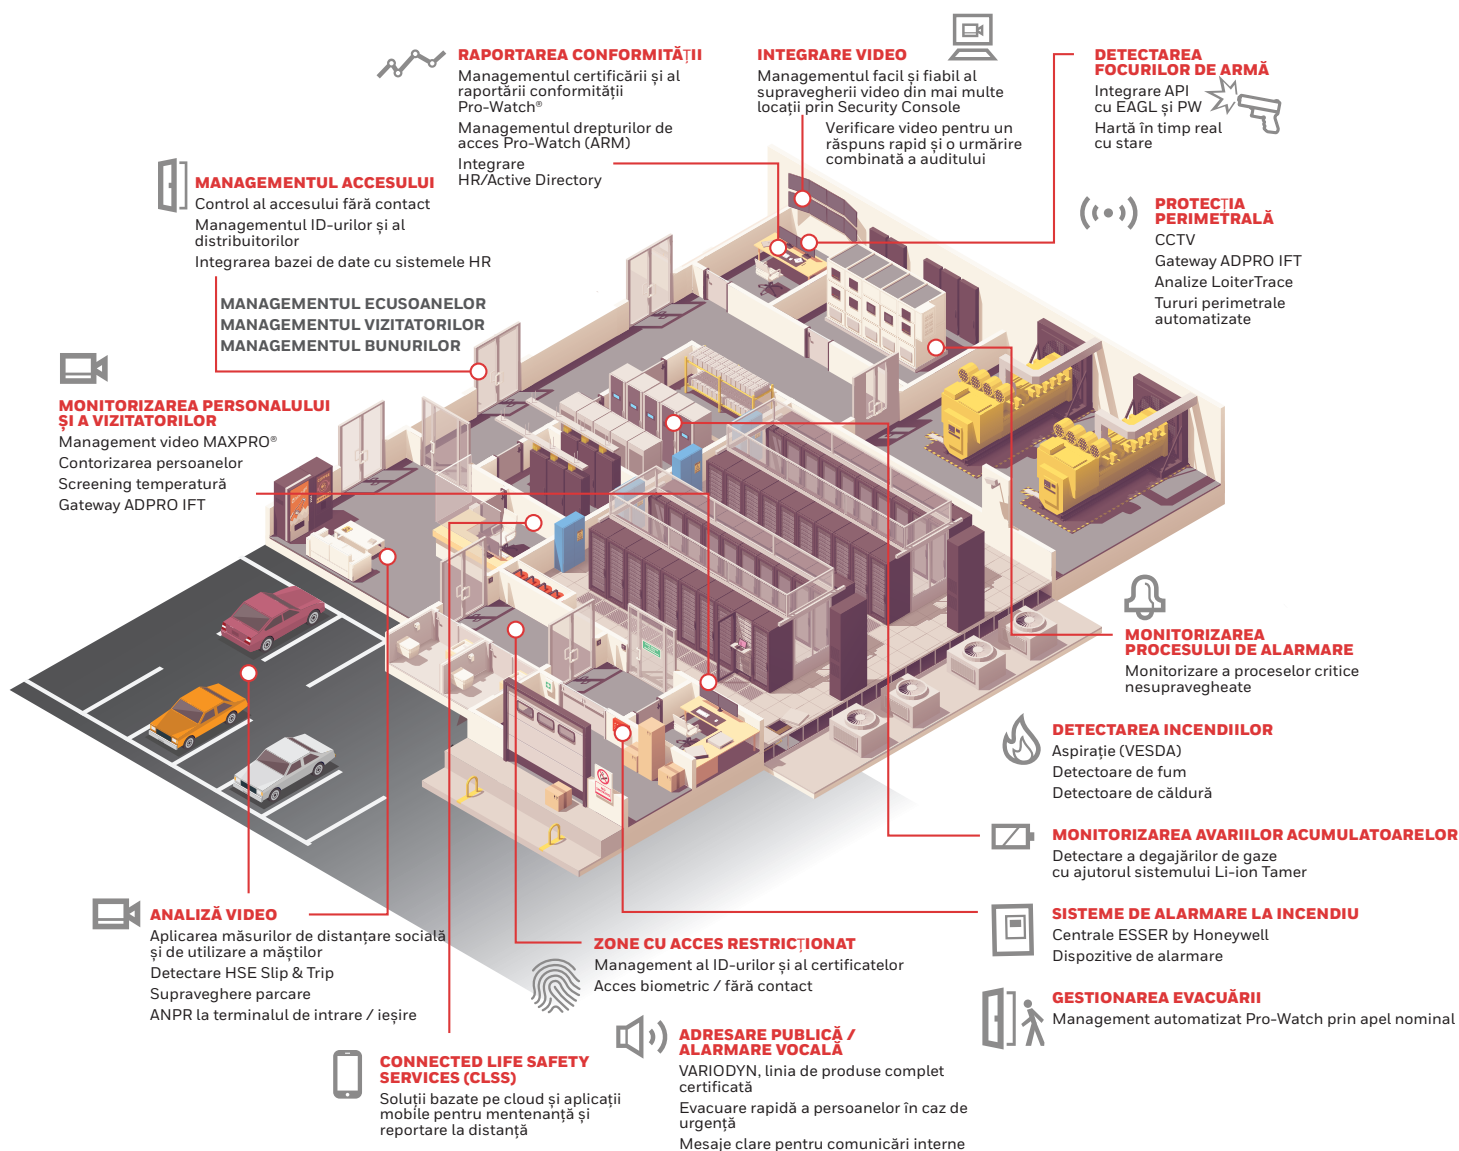 RAPORTAREA CONFORMITĂȚII
Managementul certificării și al
raportării conformității
Pro-Watch®
Managementul drepturilor de
acces Pro-Watch (ARM)
Integrare
HR/Active Directory
INTEGRARE VIDEO
Managementul facil și fiabil al
supravegherii video din mai multe
locații prin Security Console
Verificare video pentru un
răspuns rapid și o urmărire
combinată a auditului
DETECTAREA
FOCURILOR DE ARMĂ
Integrare API
cu EAGL și PW
Hartă în timp real
cu stare
MANAGEMENTUL ACCESULUI
Control al accesului fără contact
Managementul ID-urilor și al
distribuitorilor
Integrarea bazei de date cu sistemele HR
MANAGEMENTUL ECUSOANELOR
MANAGEMENTUL VIZITATORILOR
MANAGEMENTUL BUNURILOR
PROTECȚIA
PERIMETRALĂ
CCTV
Gateway ADPRO IFT
Analize LoiterTrace
Tururi perimetrale
automatizate
MONITORIZAREA PERSONALULUI
ȘI A VIZITATORILOR
Management video MAXPRO®
Contorizarea persoanelor
Screening temperatură
Gateway ADPRO IFT
MONITORIZAREA
PROCESULUI DE ALARMARE
Monitorizare a proceselor critice
nesupravegheate
DETECTAREA INCENDIILOR
Aspirație (VESDA)
Detectoare de fum
Detectoare de căldură
MONITORIZAREA AVARIILOR ACUMULATOARELOR
Detectare a degajărilor de gaze
cu ajutorul sistemului Li-ion Tamer
SISTEME DE ALARMARE LA INCENDIU
Centrale ESSER by Honeywell
Dispozitive de alarmare
GESTIONAREA EVACUĂRII
Management automatizat Pro-Watch prin apel nominal
ANALIZĂ VIDEO
Aplicarea măsurilor de distanțare socială
și de utilizare a măștilor
Detectare HSE Slip & Trip
Supraveghere parcare
ANPR la terminalul de intrare / ieșire
ZONE CU ACCES RESTRICȚIONAT
Management al ID-urilor și al certificatelor
Acces biometric / fără contact
CONNECTED LIFE SAFETY
SERVICES (CLSS)
Soluții bazate pe cloud și aplicații
mobile pentru mentenanță și
reportare la distanță
ADRESARE PUBLICĂ /
ALARMARE VOCALĂ
VARIODYN, linia de produse complet
certificată
Evacuare rapidă a persoanelor în caz de
urgență
Mesaje clare pentru comunicări interne